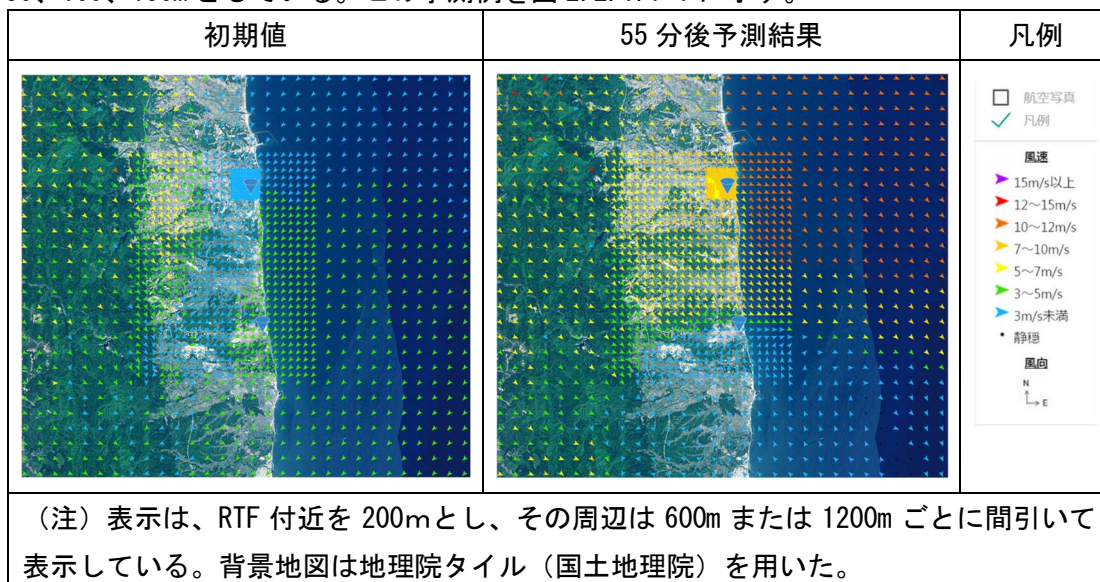 初期値
55 分後予測結果
凡例
航空写真
凡例
風速
15m/s以上
12～15m/s
10～12m/s
7～10m/s
5～7m/s
3～5m/s
3m/s未満
静穏
風向
N
E
（注）表示は、RTF 付近を 200ｍとし、その周辺は 600m または 1200m ごとに間引いて
表示している。背景地図は地理院タイル（国土地理院）を用いた。